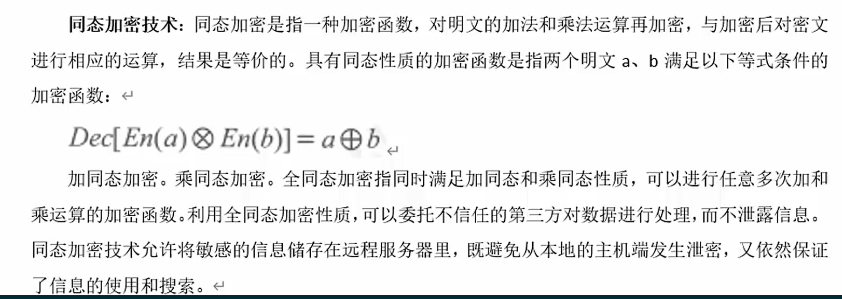 同态加密技术：同态加密是指一种加密函数，对明文的加法和乘法运算再加密，与加密后对密文
进行相应的运算，结果是等价的。具有同态性质的加密函数是指两个明文 a、b 满足以下等式条件的
加密函数：↵
Dec[En(a)⊗En(b)]=a⊕b↵
加同态加密。乘同态加密。全同态加密指同时满足加同态和乘同态性质，可以进行任意多次加和
乘运算的加密函数。利用全同态加密性质，可以委托不信任的第三方对数据进行处理，而不泄露信息。
同态加密技术允许将敏感的信息储存在远程服务器里，既避免从本地的主机端发生泄密，又依然保证
了信息的使用和搜索。↵